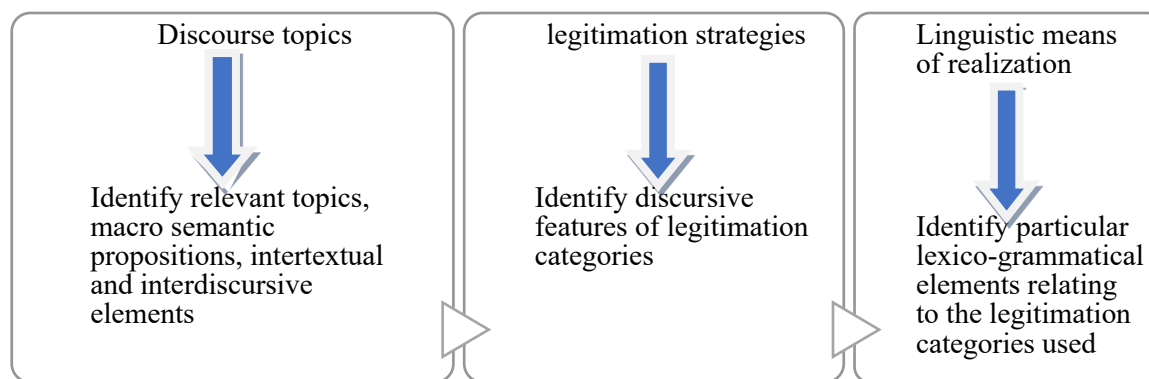 Discourse topics
Identify relevant topics,
macro semantic
propositions, intertextual
and interdiscursive
elements
legitimation strategies
Identify discursive
features of legitimation
categories
Linguistic means
of realization
Identify particular
lexico-grammatical
elements relating
to the legitimation
categories used